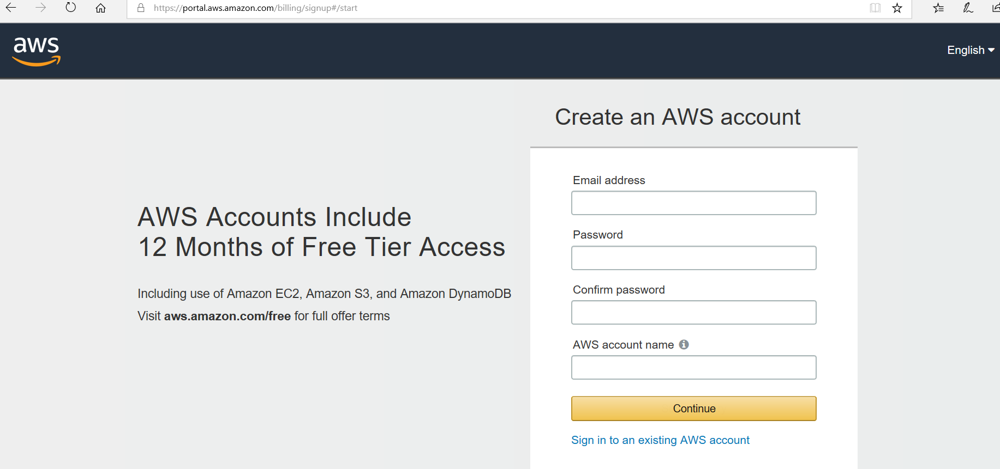 https://portal.aws.amazon.com/billing/signup#/start
aws
English
Create an AWS account
AWS Accounts Include
12 Months of Free Tier Access
Including use of Amazon EC2, Amazon S3, and Amazon DynamoDB
Visit aws.amazon.com/free for full offer terms
Email address
Password
Confirm password
AWS account name
Continue
Sign in to an existing AWS account